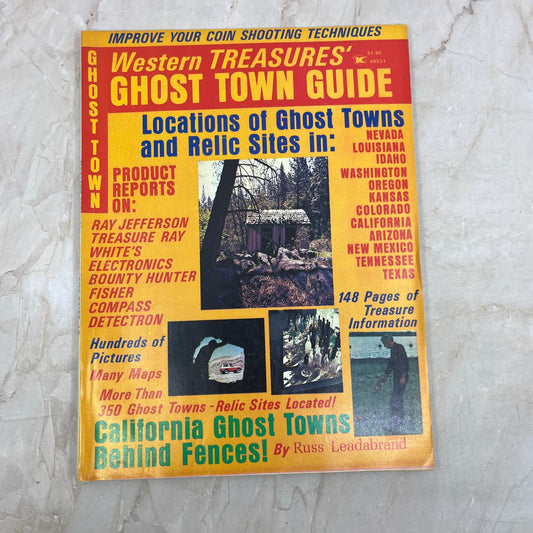 IMPROVE YOUR COIN SHOOTING TECHNIQUES
GHOST TOWN
Western TREASURES'
GHOST TOWN GUIDE
$1.95
49531
Locations of Ghost Towns
and Relic Sites in:
NEVADA
LOUISIANA
IDAHO
WASHINGTON
OREGON
KANSAS
COLORADO
CALIFORNIA
ARIZONA
NEW MEXICO
TENNESSEE
TEXAS
PRODUCT
REPORTS
ON:
RAY JEFFERSON
TREASURE RAY
WHITE'S
ELECTRONICS
BOUNTY HUNTER
FISHER
COMPASS
DETECTRON
148 Pages of
Treasure
Information
Hundreds of
Pictures
Many Maps
More Than
350 Ghost Towns - Relic Sites Located!
California Ghost Towns
Behind Fences! By Russ Leadabrand